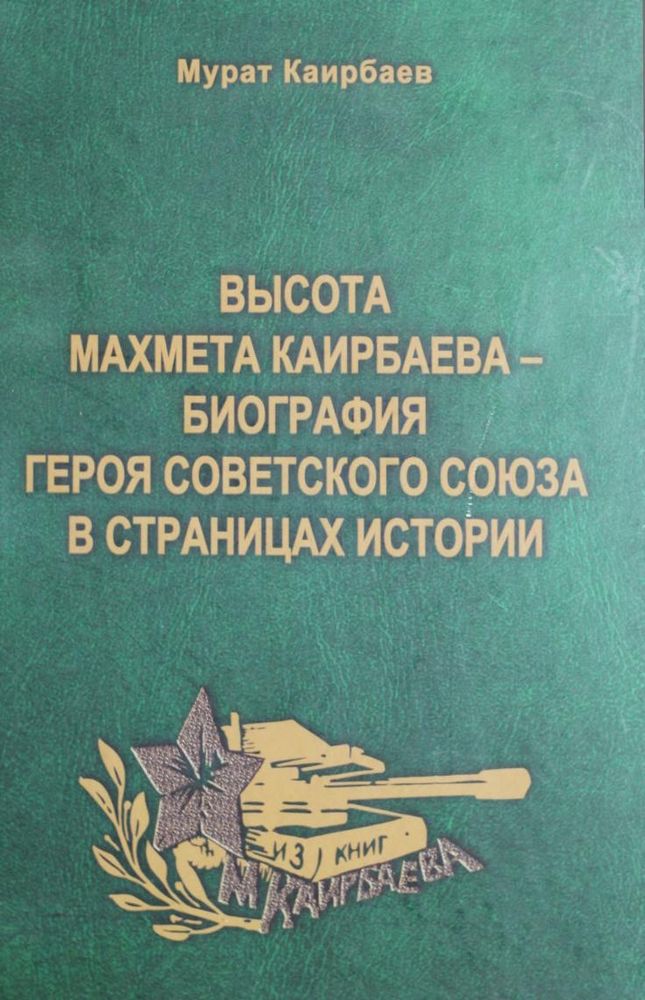 Мурат Каирбаев
ВЫСОТА
МАХМЕТА КАИРБАЕВА –
БИОГРАФИЯ
ГЕРОЯ СОВЕТСКОГО СОЮЗА
В СТРАНИЦАХ ИСТОРИИ
ИЗ КНИГ
М КАИРБАЕВА